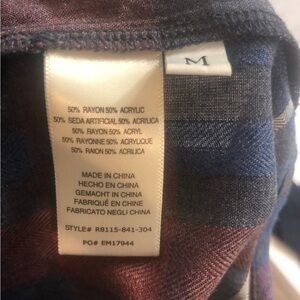 M
50% RAYON 50% ACRYLIC
50% SEDA ARTIFICIAL 50% ACRILICA
50% RAYON 50% ACRYL
50% RAYONNE 50% ACRYLIQUE
50% RAION 50% ACRILICA
MADE IN CHINA
HECHO EN CHINA
GEMACHT IN CHINA
FABRIQUÉ EN CHINE
FABRICATO NEGLI CHINA
STYLE# R8115-841-304
PO# EM17944